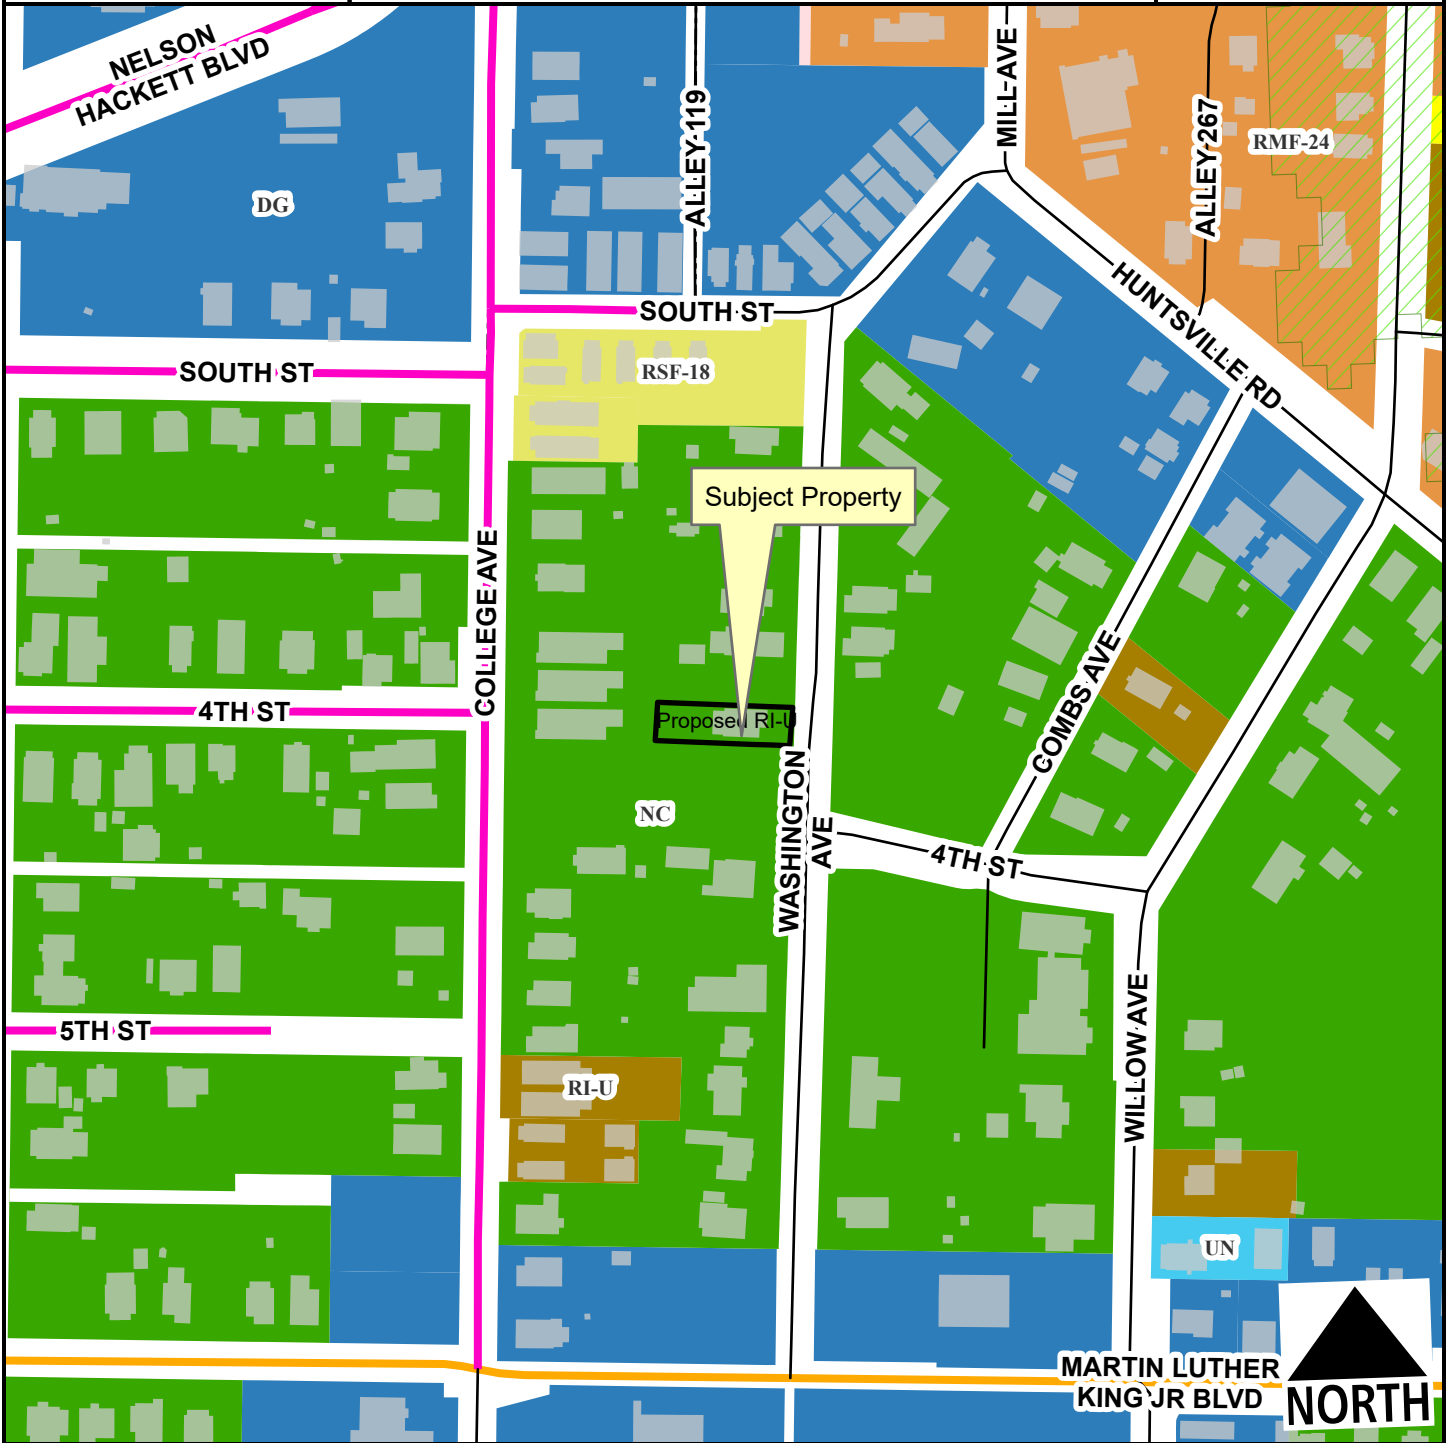 NELSON
HACKETT BLVD
ALLEY 119
MILL AVE
ALLEY 267
RMF-24
DG
HUNTSVILLE RD
SOUTH ST
SOUTH ST
RSF-18
Subject Property
COLLEGE AVE
COMBS AVE
4TH ST
Proposed RI-U
NC
WASHINGTON
AVE
4TH ST
5TH ST
WILLOW AVE
RI-U
UN
MARTIN LUTHER
KING JR BLVD
NORTH